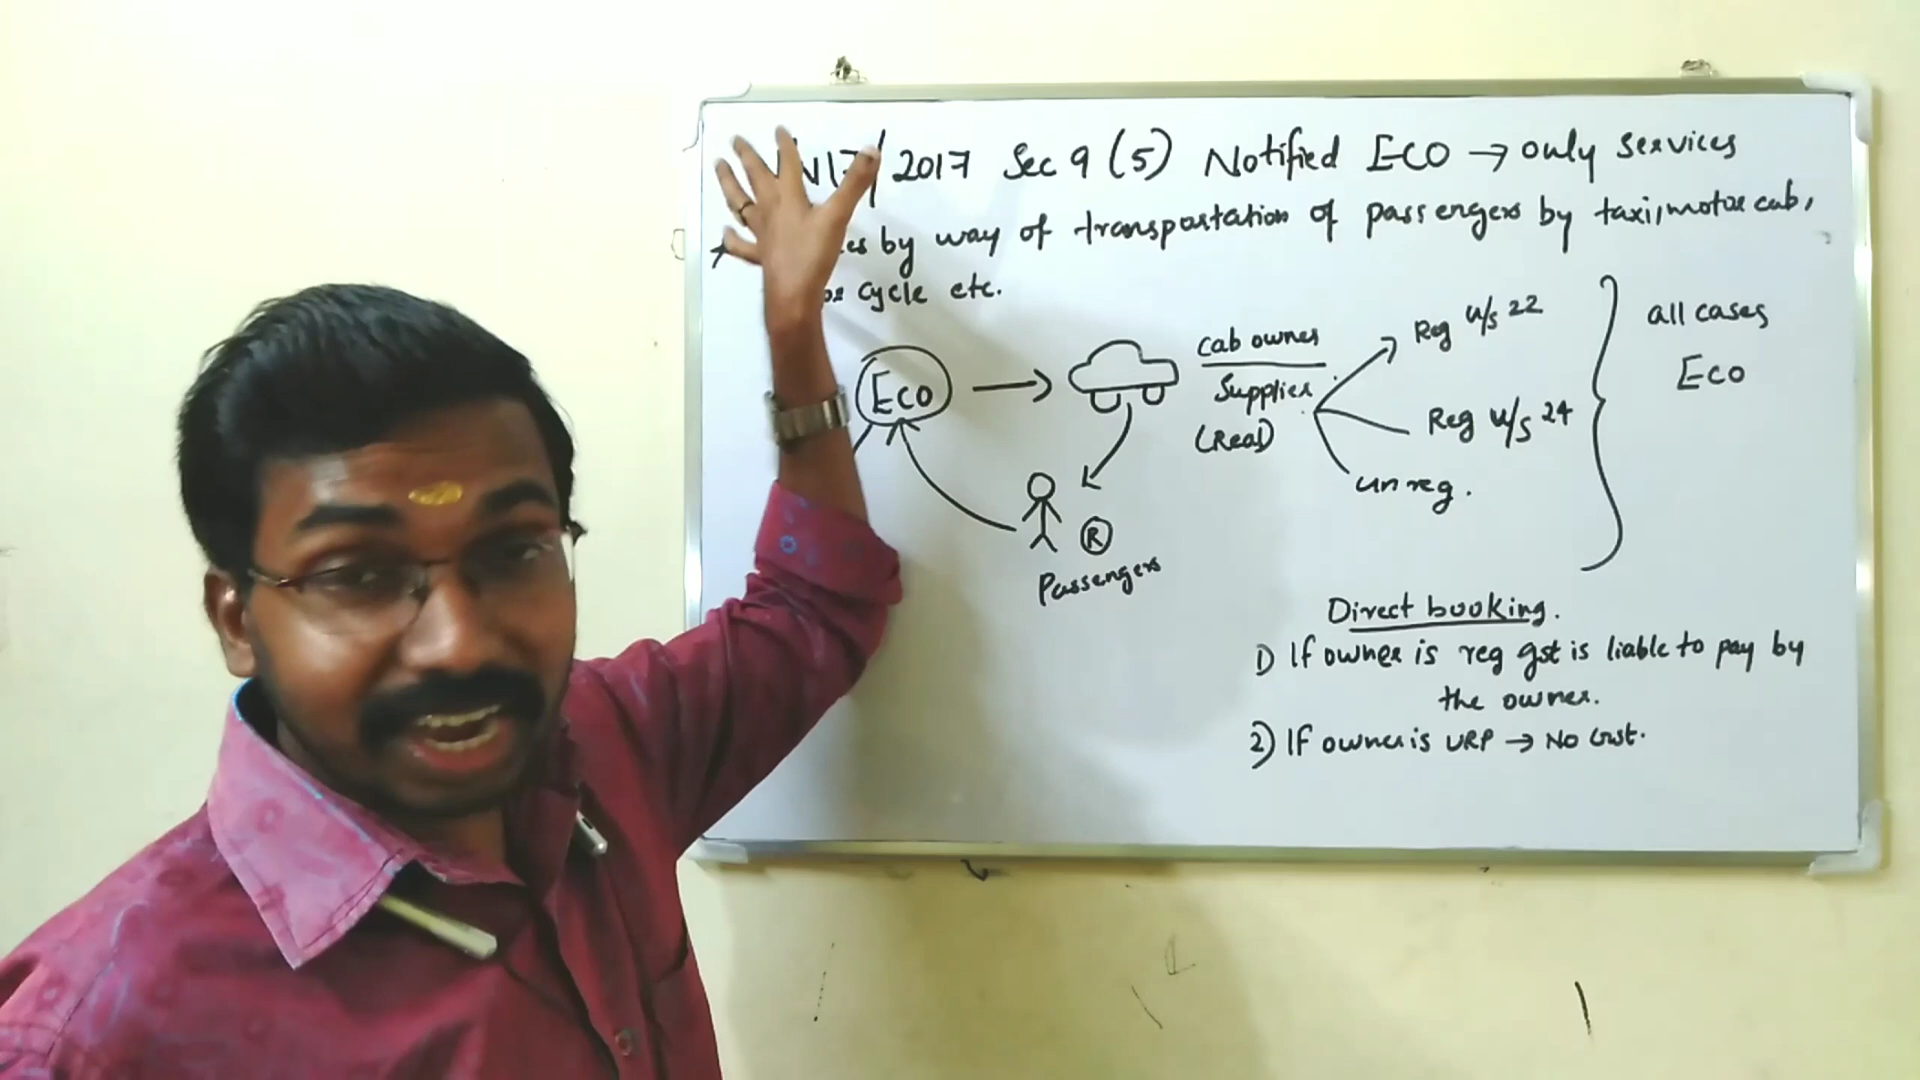 2017 Sec 9 (5) Notified ECO → only services
by way of transportation of passengers by taxi, motor cab,
cycle etc.
Eco → cab owner
Supplier
(Real)
Reg u/s 22
Reg u/s 24
un reg.
all cases
Eco
R
Passengers
Direct booking.
1) If owner is reg gst is liable to pay by
the owner.
2) If owner is URP → No Gst.